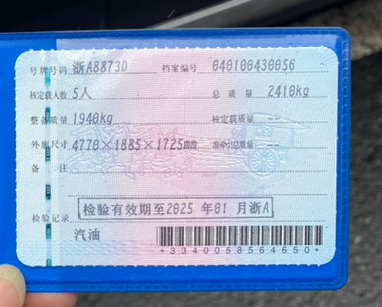 号牌号码 浙A8873D 档案编号 040100430056
核定载人数 5人 总质量 2410kg
整备质量 1940kg 核定载质量 --
外廓尺寸 4770×1885×1725mm 准牵引总质量 --
备注
检验有效期至2025 年01 月浙A
检验记录
汽油
*3340058564650*